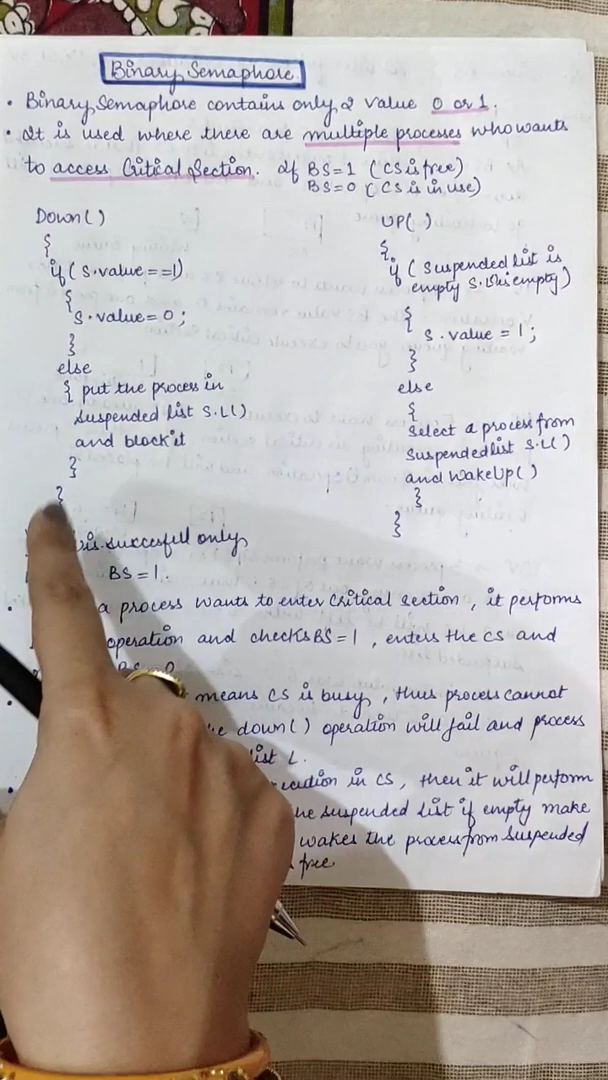 Binary Semaphore
• Binary Semaphore contains only 2 value 0 or 1.
• It is used where there are multiple processes who wants
to access Critical Section. If BS=1 (CS is free)
BS=0 (CS is in use)
Down()
{
if (s.value==1)
{
s.value=0;
}
else
{ put the process in
suspended list S.L()
and block it
}
}
UP()
{
if (suspended list is
empty S.L is empty)
{
s.value = 1;
}
else
{
Select a process from
suspended list S.L()
and wakeUp()
}
}
is succesfull only
BS=1.
• a process wants to enter critical section, it performs
operation and checks BS=1, enters the CS and
BS=0
• means CS is busy, thus process cannot
down() operation will fail and process
list L.
• in CS, then it will perform
suspended list if empty make
wakes the process from suspended
free